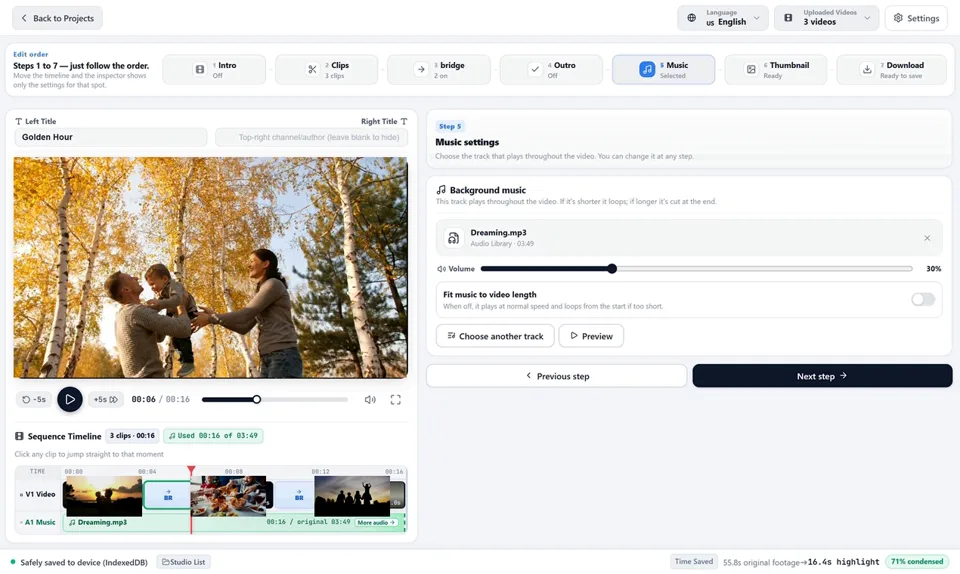 Back to Projects
Language
US English
Uploaded Videos
3 videos
Settings
Edit order
Steps 1 to 7 — just follow the order.
Move the timeline and the inspector shows
only the settings for that spot.
1 Intro
Off
2 Clips
3 clips
3 bridge
2 on
4 Outro
Off
5 Music
Selected
6 Thumbnail
Ready
7 Download
Ready to save
Left Title
Right Title
Golden Hour
Top-right channel/author (leave blank to hide)
-5s
+5s
00:06 / 00:16
Sequence Timeline
3 clips · 00:16
Used 00:16 of 03:49
Click any clip to jump straight to that moment
TIME
00:00
00:04
00:08
00:12
00:16
V1 Video
BR
BR
A1 Music
Dreaming.mp3
00:16 / original 03:49
More audio →
Step 5
Music settings
Choose the track that plays throughout the video. You can change it at any step.
Background music
This track plays throughout the video. If it's shorter it loops; if longer it's cut at the end.
Dreaming.mp3
Audio Library · 03:49
Volume
30%
Fit music to video length
When off, it plays at normal speed and loops from the start if too short.
Choose another track
Preview
Previous step
Next step →
Safely saved to device (IndexedDB)
Studio List
Time Saved
55.8s original footage→16.4s highlight
71% condensed